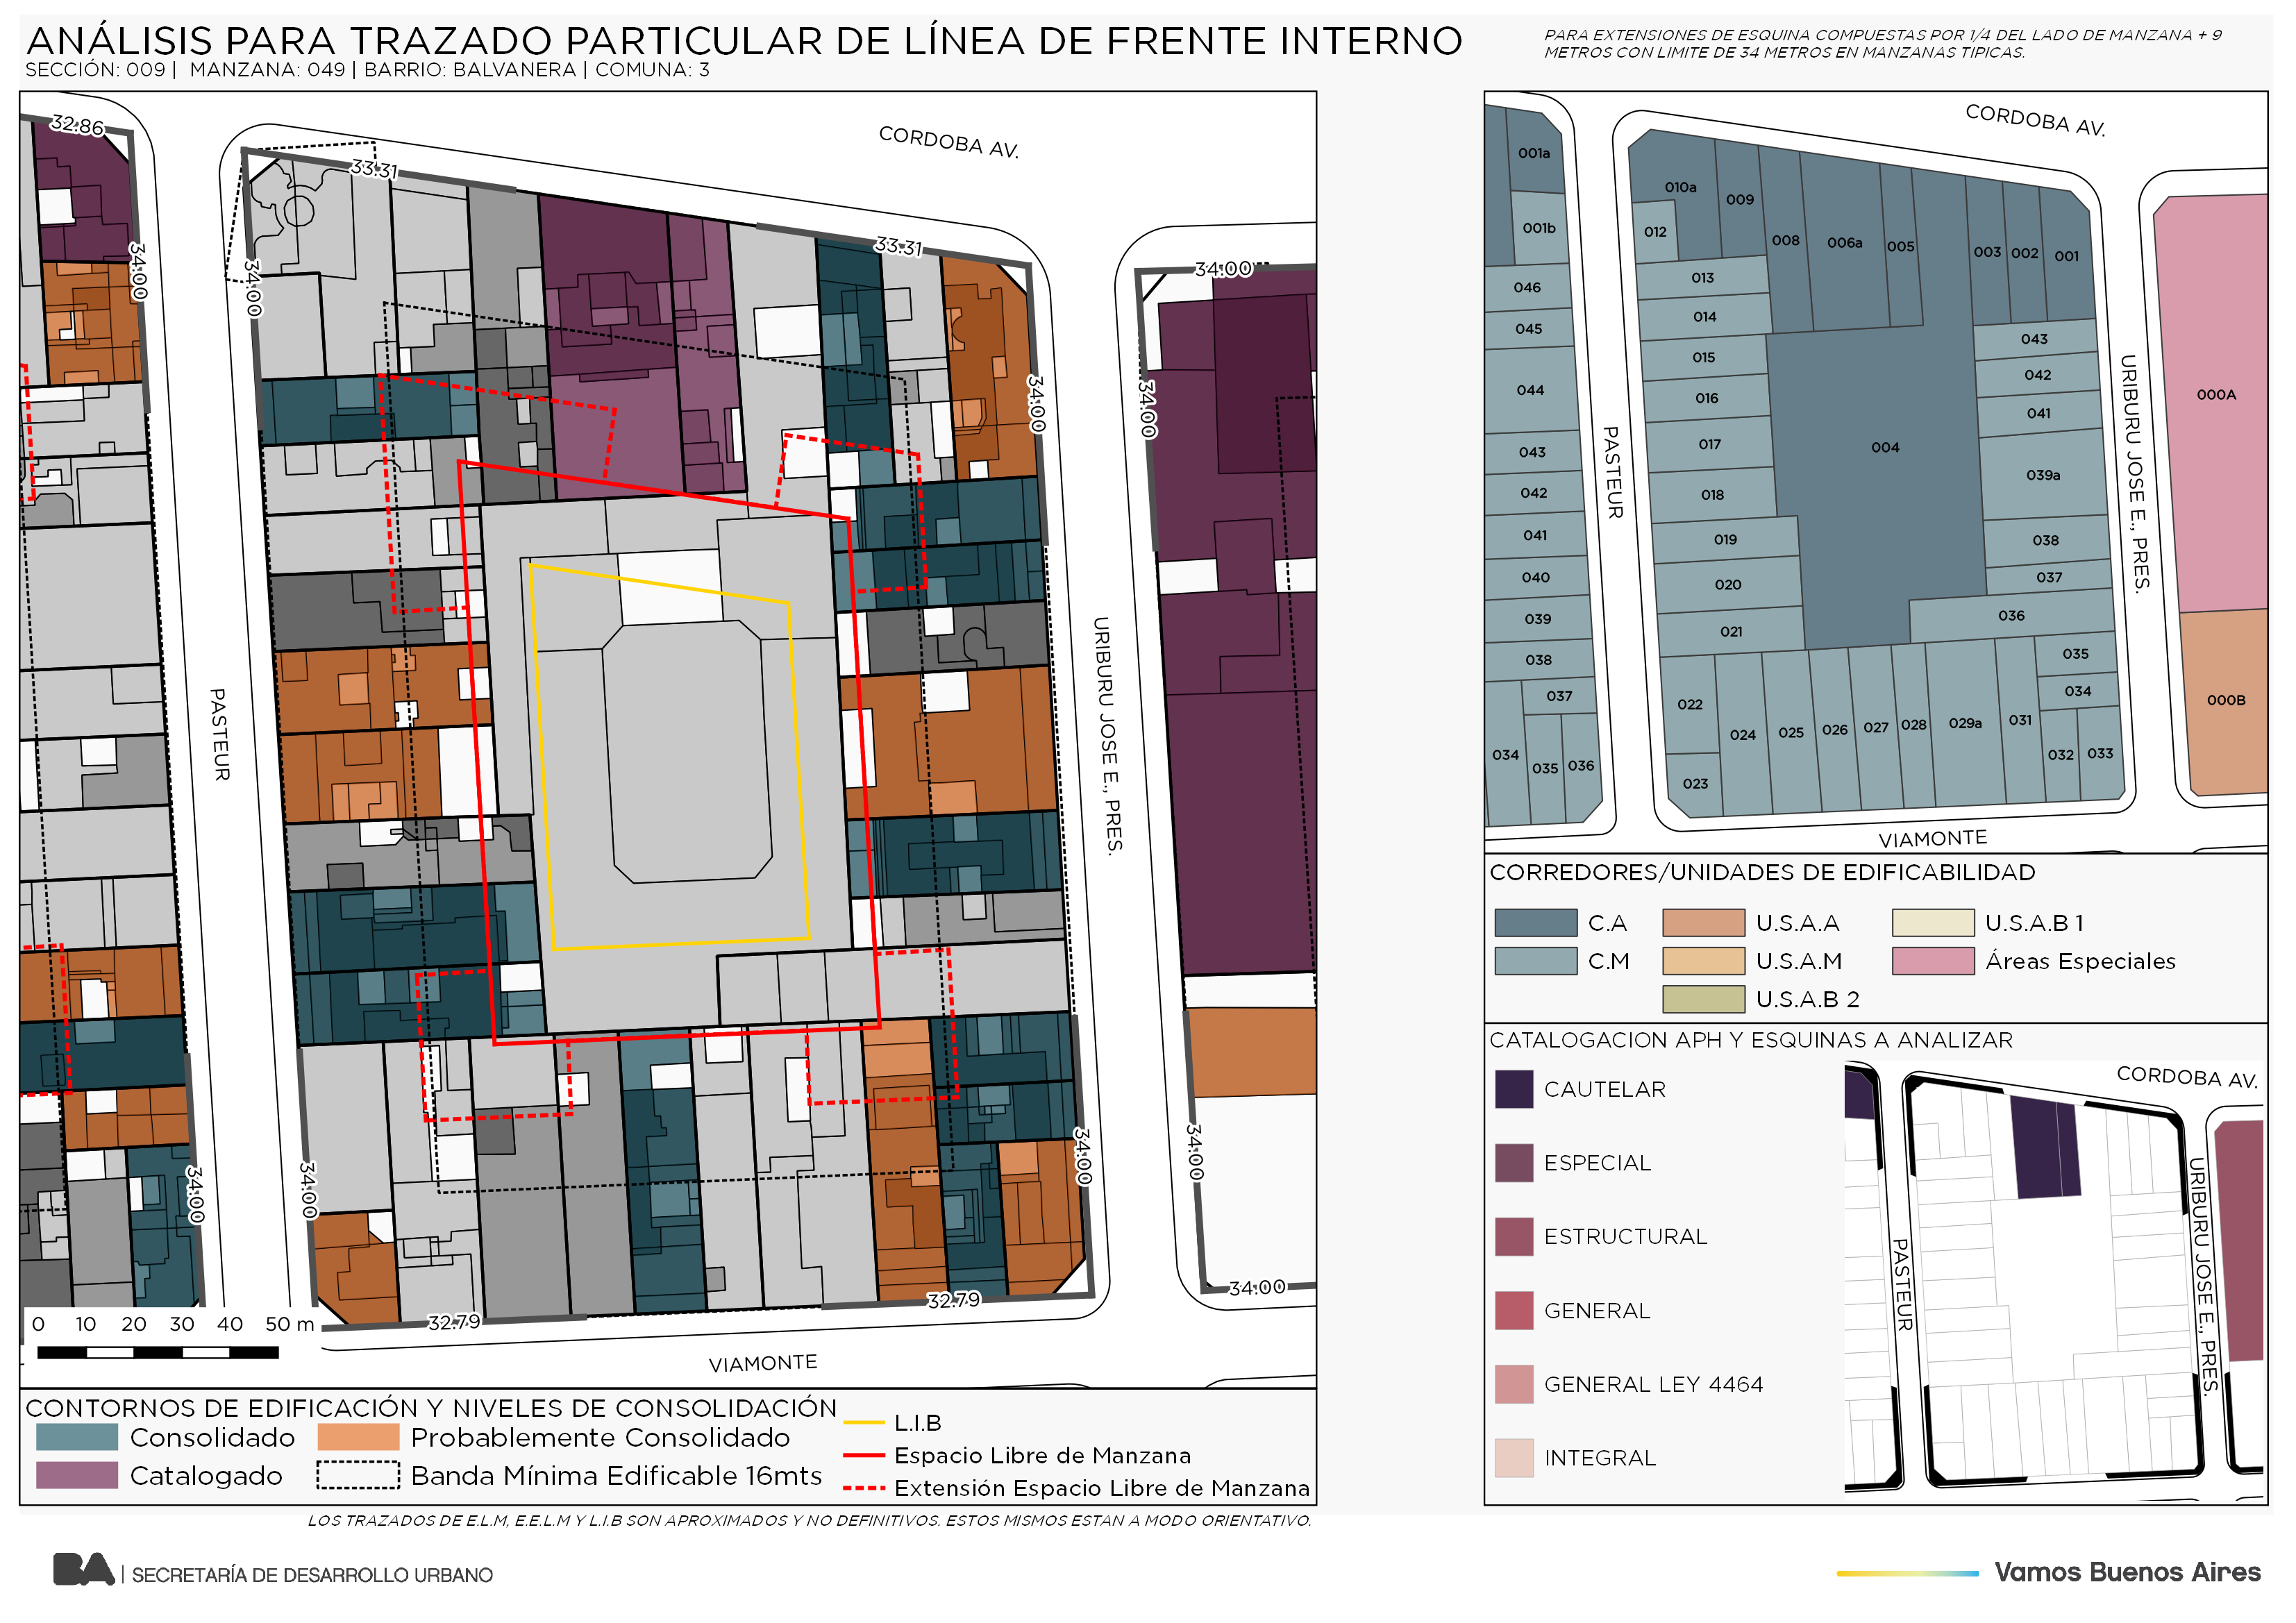 ANÁLISIS PARA TRAZADO PARTICULAR DE LÍNEA DE FRENTE INTERNO
SECCIÓN: 009 | MANZANA: 049 | BARRIO: BALVANERA | COMUNA: 3
PARA EXTENSIONES DE ESQUINA COMPUESTAS POR 1/4 DEL LADO DE MANZANA + 9
METROS CON LIMITE DE 34 METROS EN MANZANAS TIPICAS.
32.86
34.00
33.31
34.00
CORDOBA AV.
33.31
34.00
34.00
34.00
PASTEUR
URIBURU JOSE E., PRES.
34.00
34.00
34.00
34.00
34.00
32.79
32.79
VIAMONTE
0 10 20 30 40 50 m
CONTORNOS DE EDIFICACIÓN Y NIVELES DE CONSOLIDACIÓN
Consolidado
Probablemente Consolidado
Catalogado
Banda Mínima Edificable 16mts
L.I.B
Espacio Libre de Manzana
Extensión Espacio Libre de Manzana
LOS TRAZADOS DE E.L.M, E.E.L.M Y L.I.B SON APROXIMADOS Y NO DEFINITIVOS. ESTOS MISMOS ESTAN A MODO ORIENTATIVO.
CORDOBA AV.
001a
001b
046
045
044
043
042
041
040
039
038
037
034
035
036
PASTEUR
010a
009
012
008
006a
005
003
002
001
013
014
015
016
017
018
019
020
021
004
043
042
041
039a
038
037
036
035
034
022
023
024
025
026
027
028
029a
031
032
033
URIBURU JOSE E., PRES.
000A
000B
VIAMONTE
CORREDORES/UNIDADES DE EDIFICABILIDAD
C.A
U.S.A.A
U.S.A.B 1
C.M
U.S.A.M
Áreas Especiales
U.S.A.B 2
CATALOGACION APH Y ESQUINAS A ANALIZAR
CAUTELAR
ESPECIAL
ESTRUCTURAL
GENERAL
GENERAL LEY 4464
INTEGRAL
CORDOBA AV.
PASTEUR
URIBURU JOSE E., PRES.
BA | SECRETARÍA DE DESARROLLO URBANO
Vamos Buenos Aires